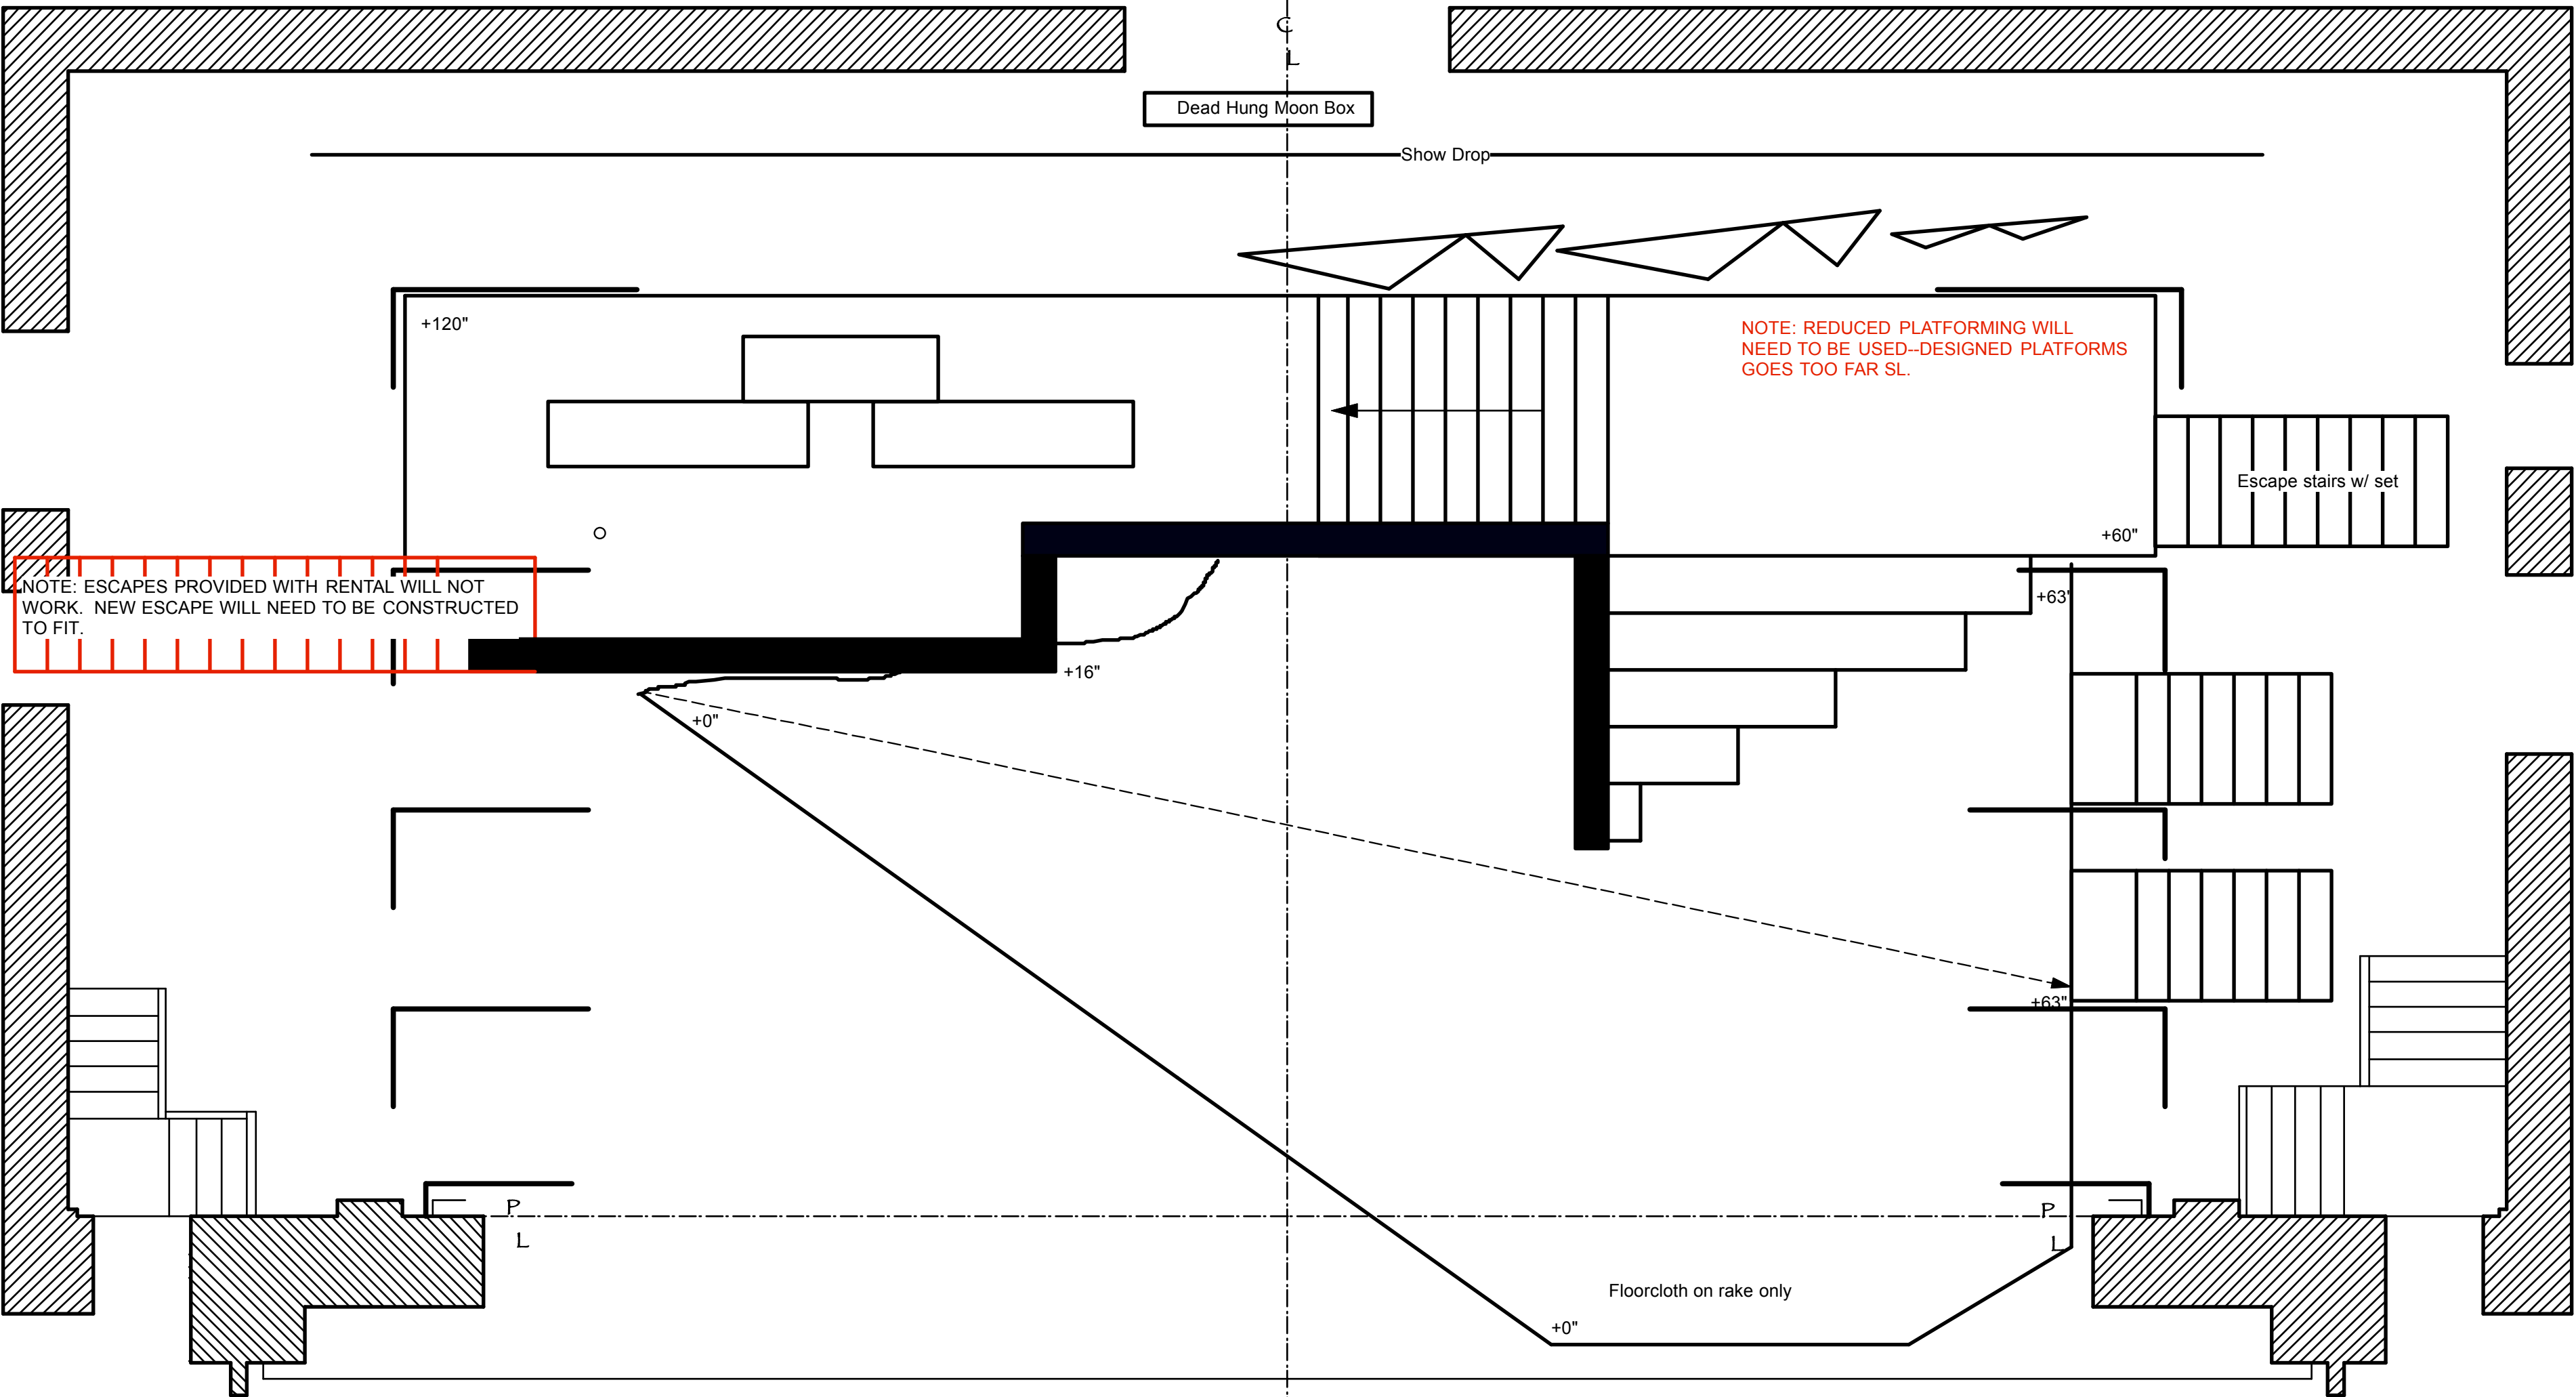 C
L
Dead Hung Moon Box
Show Drop
+120"
NOTE: REDUCED PLATFORMING WILL
NEED TO BE USED--DESIGNED PLATFORMS
GOES TOO FAR SL.
Escape stairs w/ set
+60"
NOTE: ESCAPES PROVIDED WITH RENTAL WILL NOT
WORK. NEW ESCAPE WILL NEED TO BE CONSTRUCTED
TO FIT.
+63"
+16"
+0"
+63"
P
L
P
L
Floorcloth on rake only
+0"